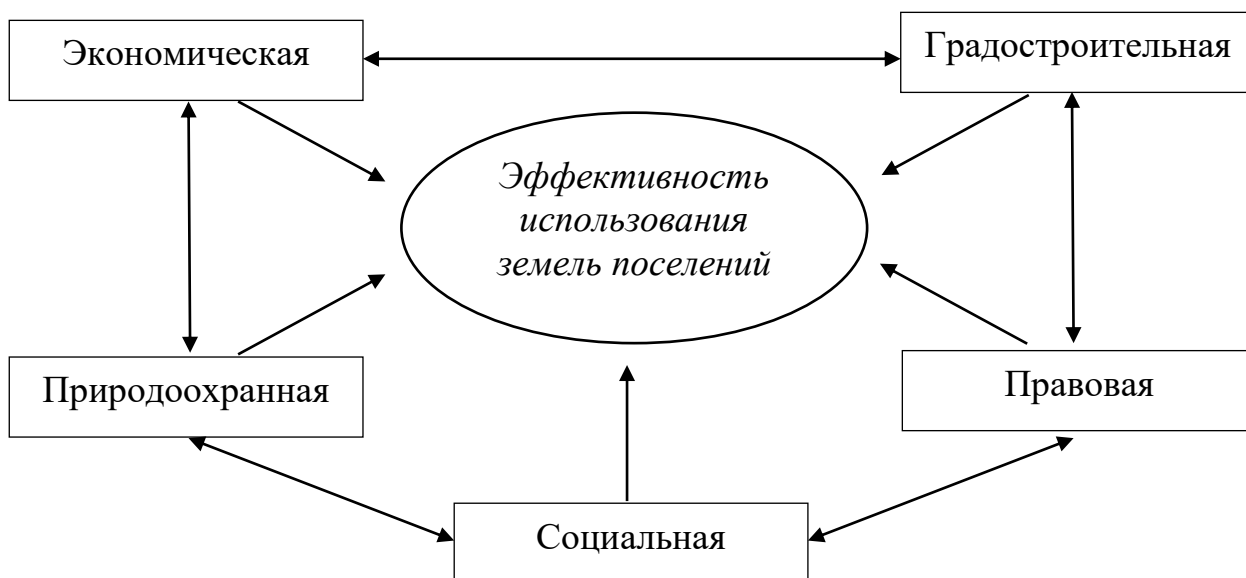 Экономическая
Градостроительная
Эффективность
использования
земель поселений
Природоохранная
Правовая
Социальная